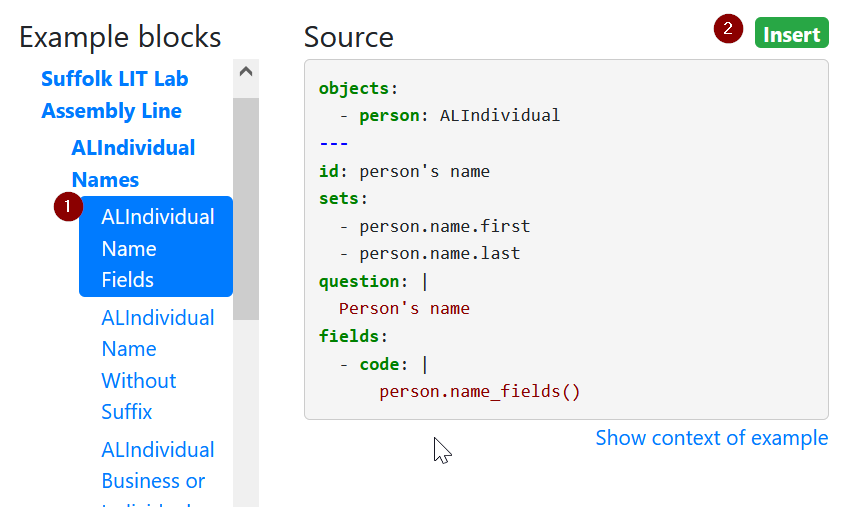 Example blocks
Suffolk LIT Lab
Assembly Line
ALIndividual
Names
1
ALIndividual
Name
Fields
ALIndividual
Name
Without
Suffix
ALIndividual
Business or
Source
2
Insert
objects:
  - person: ALIndividual
---
id: person's name
sets:
  - person.name.first
  - person.name.last
question: |
  Person's name
fields:
  - code: |
      person.name_fields()
Show context of example